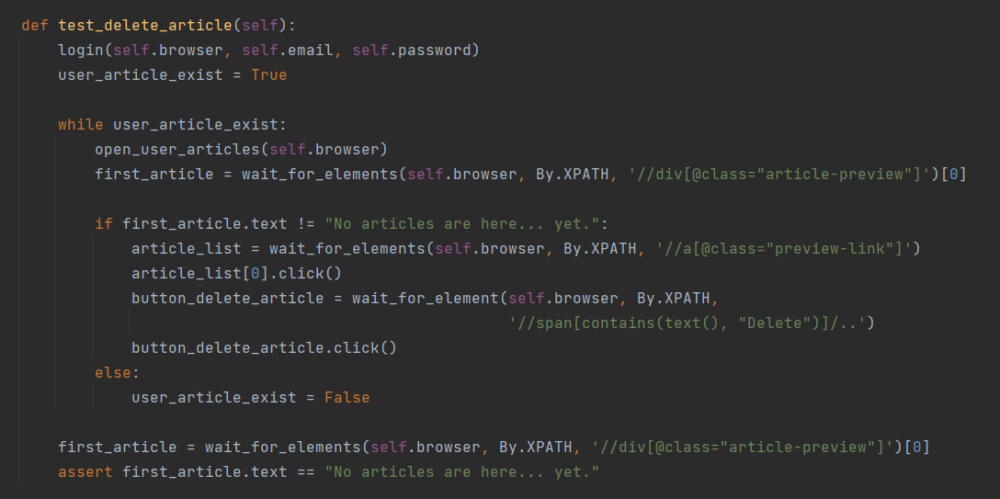 def test_delete_article(self):
    login(self.browser, self.email, self.password)
    user_article_exist = True

    while user_article_exist:
        open_user_articles(self.browser)
        first_article = wait_for_elements(self.browser, By.XPATH, '//div[@class="article-preview"]')[0]

        if first_article.text != "No articles are here... yet.":
            article_list = wait_for_elements(self.browser, By.XPATH, '//a[@class="preview-link"]')
            article_list[0].click()
            button_delete_article = wait_for_element(self.browser, By.XPATH,
                                                     '//span[contains(text(), "Delete")]/..')
            button_delete_article.click()
        else:
            user_article_exist = False

    first_article = wait_for_elements(self.browser, By.XPATH, '//div[@class="article-preview"]')[0]
    assert first_article.text == "No articles are here... yet."